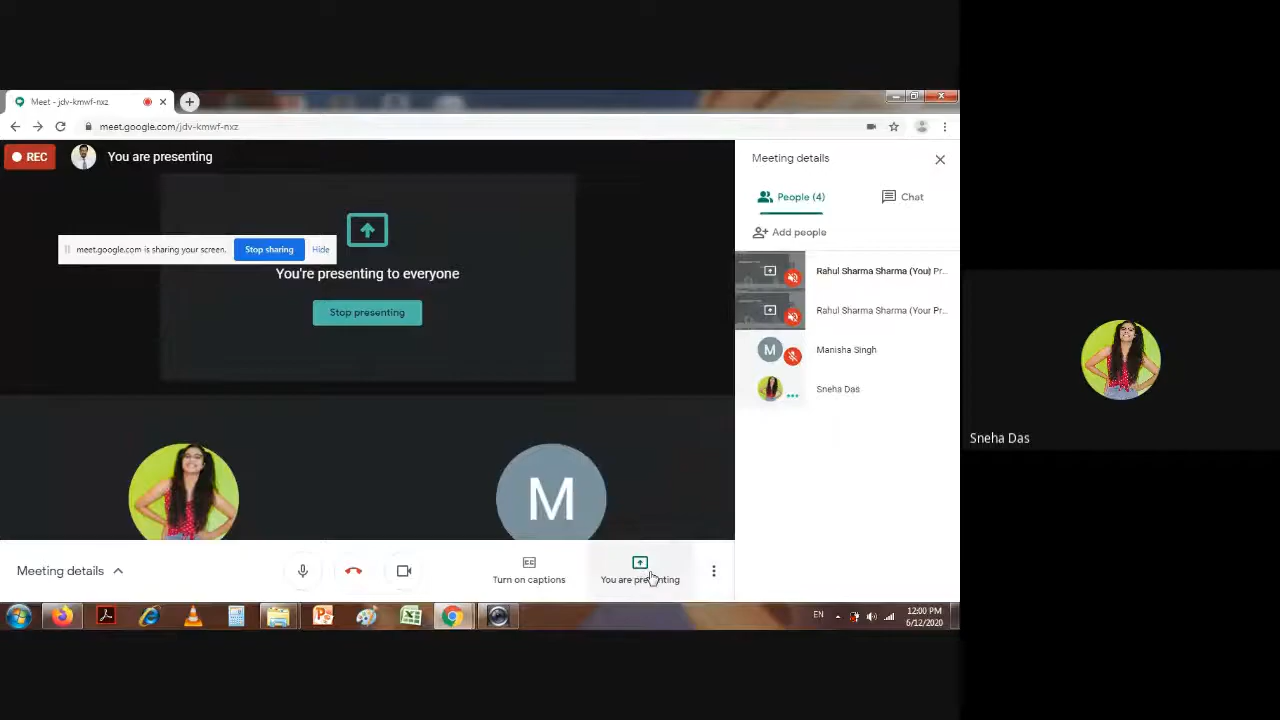 Meet - jdv-kmwf-nxz
meet.google.com/jdv-kmwf-nxz
REC
You are presenting
meet.google.com is sharing your screen.
Stop sharing
Hide
You're presenting to everyone
Stop presenting
M
Meeting details
Turn on captions
You are presenting
Meeting details
People (4)
Chat
Add people
Rahul Sharma Sharma (You) Pr...
Rahul Sharma Sharma (Your Pr...
M
Manisha Singh
Sneha Das
Sneha Das
EN
12:00 PM
6/12/2020